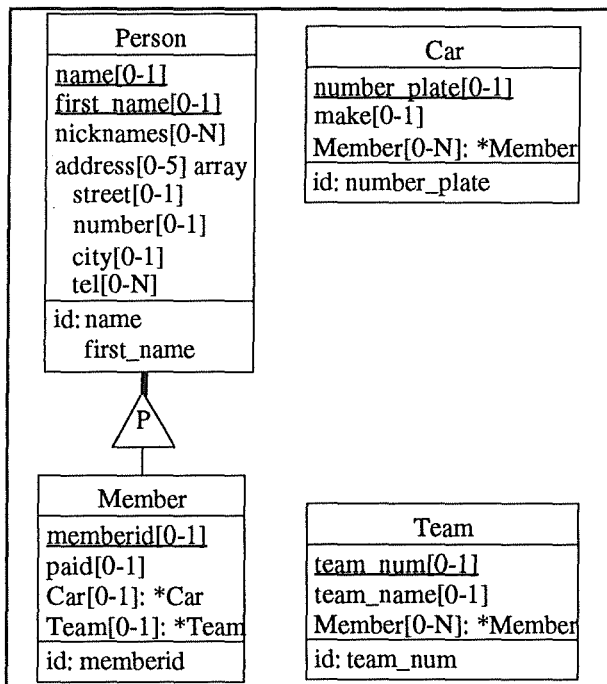 Person
name[0-1]
first_name[0-1]
nicknames[0-N]
address[0-5] array
street[0-1]
number[0-1]
city[0-1]
tel[0-N]
id: name
first_name
Car
number_plate[0-1]
make[0-1]
Member[0-N]: *Member
id: number_plate
P
Member
memberid[0-1]
paid[0-1]
Car[0-1]: *Car
Team[0-1]: *Team
id: memberid
Team
team_num[0-1]
team_name[0-1]
Member[0-N]: *Member
id: team_num